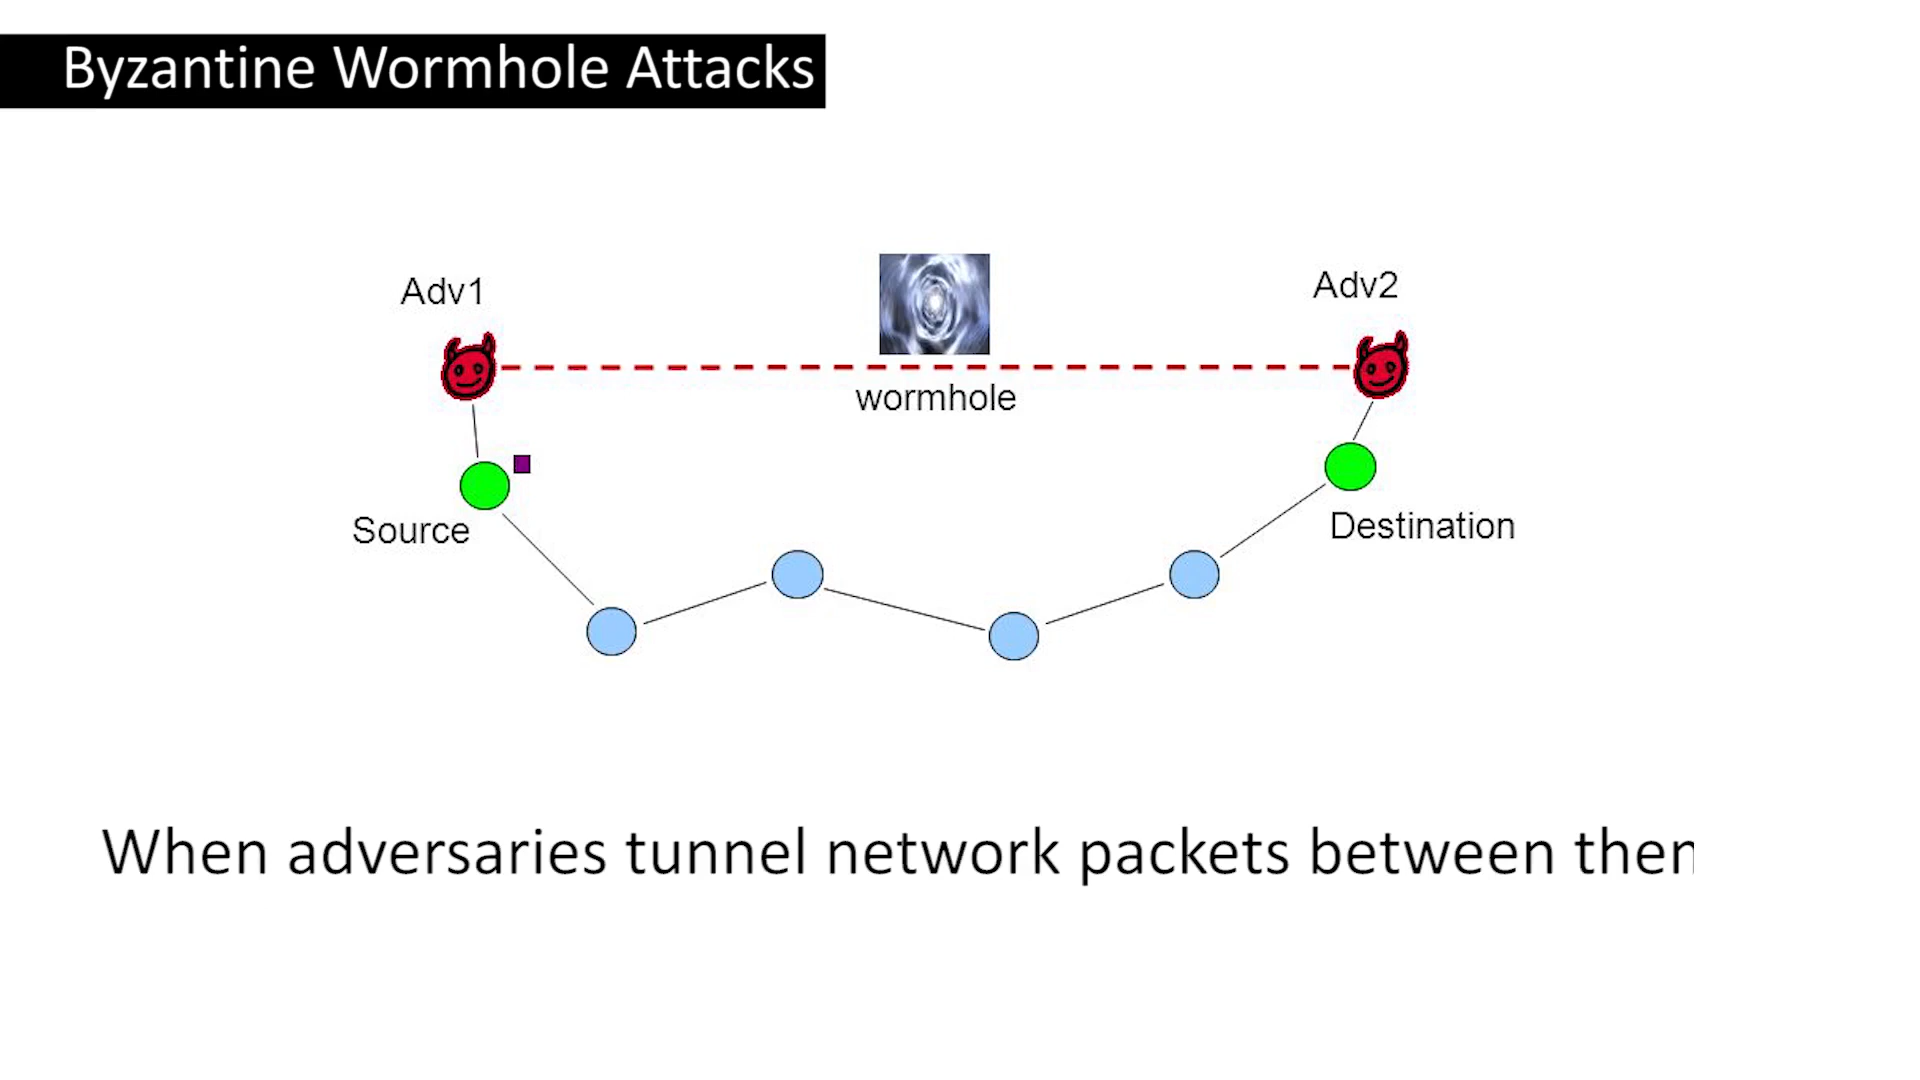 Byzantine Wormhole Attacks
Adv1
Adv2
wormhole
Source
Destination
When adversaries tunnel network packets between